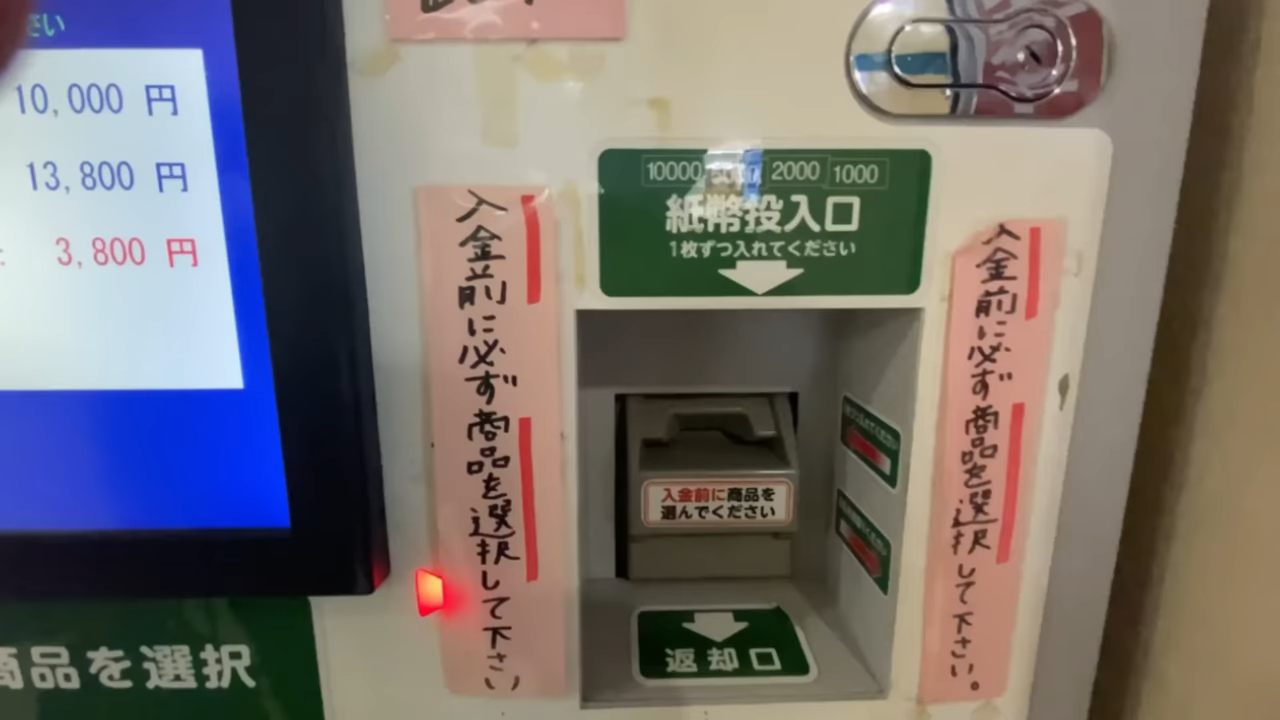 さい
10,000 円
13,800 円
3,800 円
商品を選択
入金前に必ず商品を選択して下さい
10000 2000 1000
紙幣投入口
1枚ずつ入れてください
入金前に商品を
選んでください
返却口
入金前に必ず商品を選択して下さい。